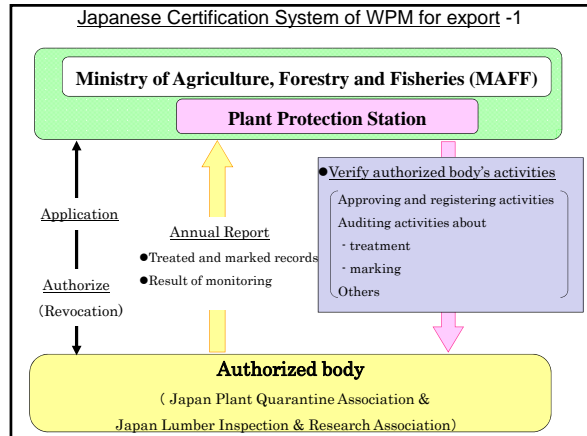 Japanese Certification System of WPM for export -1
Ministry of Agriculture, Forestry and Fisheries (MAFF)
Plant Protection Station
Application
Authorize
(Revocation)
Annual Report
●Treated and marked records
●Result of monitoring
●Verify authorized body's activities
Approving and registering activities
Auditing activities about
- treatment
- marking
Others
Authorized body
( Japan Plant Quarantine Association &
Japan Lumber Inspection & Research Association)